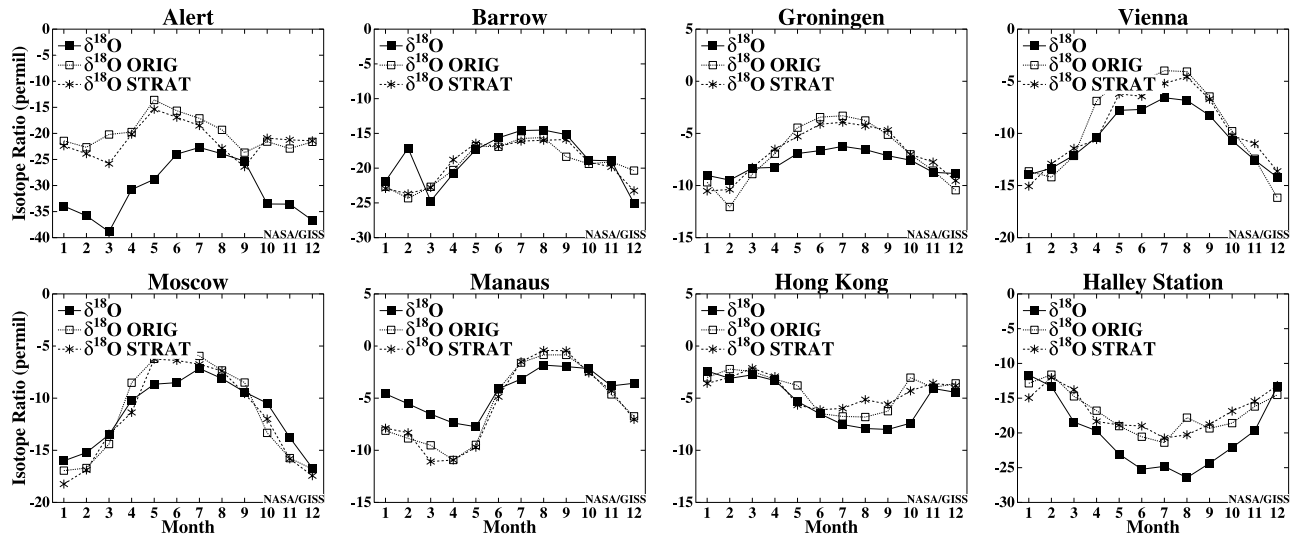 Alert
Barrow
Groningen
Vienna
Isotope Ratio (permil)
0
-5
-10
-15
-20
-25
-30
-35
-40
δ18O
δ18O ORIG
δ18O STRAT
NASA/GISS
1 2 3 4 5 6 7 8 9 10 11 12
0
-5
-10
-15
-20
-25
-30
δ18O
δ18O ORIG
δ18O STRAT
NASA/GISS
1 2 3 4 5 6 7 8 9 10 11 12
5
0
-5
-10
-15
δ18O
δ18O ORIG
δ18O STRAT
NASA/GISS
1 2 3 4 5 6 7 8 9 10 11 12
0
-5
-10
-15
-20
δ18O
δ18O ORIG
δ18O STRAT
NASA/GISS
1 2 3 4 5 6 7 8 9 10 11 12
Moscow
Manaus
Hong Kong
Halley Station
Isotope Ratio (permil)
0
-5
-10
-15
-20
δ18O
δ18O ORIG
δ18O STRAT
NASA/GISS
1 2 3 4 5 6 7 8 9 10 11 12
Month
5
0
-5
-10
-15
δ18O
δ18O ORIG
δ18O STRAT
NASA/GISS
1 2 3 4 5 6 7 8 9 10 11 12
Month
5
0
-5
-10
-15
δ18O
δ18O ORIG
δ18O STRAT
NASA/GISS
1 2 3 4 5 6 7 8 9 10 11 12
Month
0
-5
-10
-15
-20
-25
-30
δ18O
δ18O ORIG
δ18O STRAT
NASA/GISS
1 2 3 4 5 6 7 8 9 10 11 12
Month